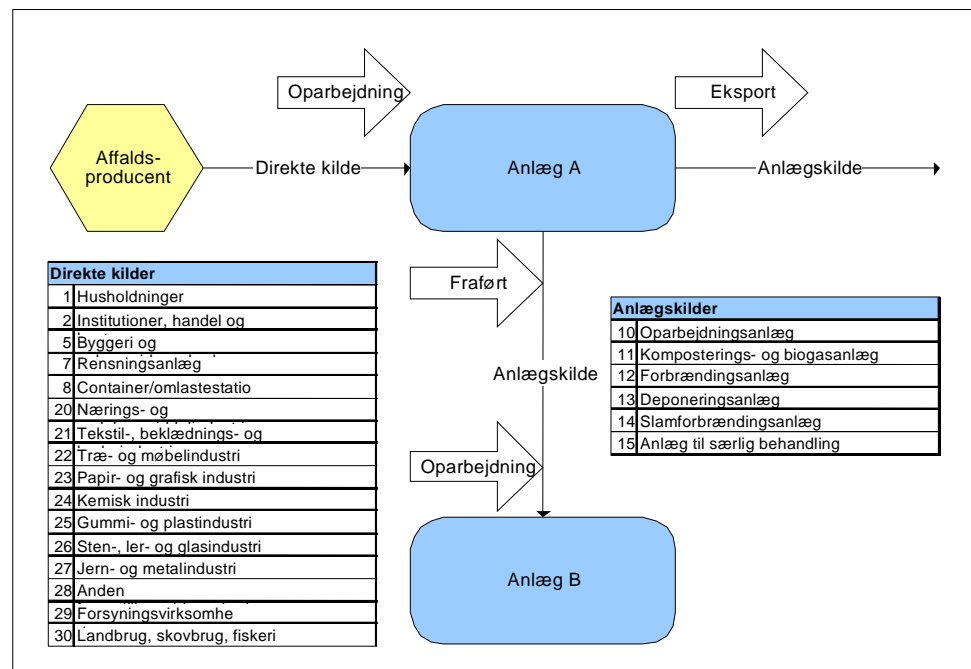 Oparbejdning
Eksport
Affalds-
producent
Direkte kilde
Anlæg A
Anlægskilde
Fraført
Anlægskilde
Oparbejdning
Anlæg B
Direkte kilder
1 Husholdninger
2 Institutioner, handel og
5 Byggeri og
7 Rensningsanlæg
8 Container/omlastestatio
20 Nærings- og
21 Tekstil-, beklædnings- og
22 Træ- og møbelindustri
23 Papir- og grafisk industri
24 Kemisk industri
25 Gummi- og plastindustri
26 Sten-, ler- og glasindustri
27 Jern- og metalindustri
28 Anden
29 Forsyningsvirksomhe
30 Landbrug, skovbrug, fiskeri
Anlægskilder
10 Oparbejdningsanlæg
11 Komposterings- og biogasanlæg
12 Forbrændingsanlæg
13 Deponeringsanlæg
14 Slamforbrændingsanlæg
15 Anlæg til særlig behandling